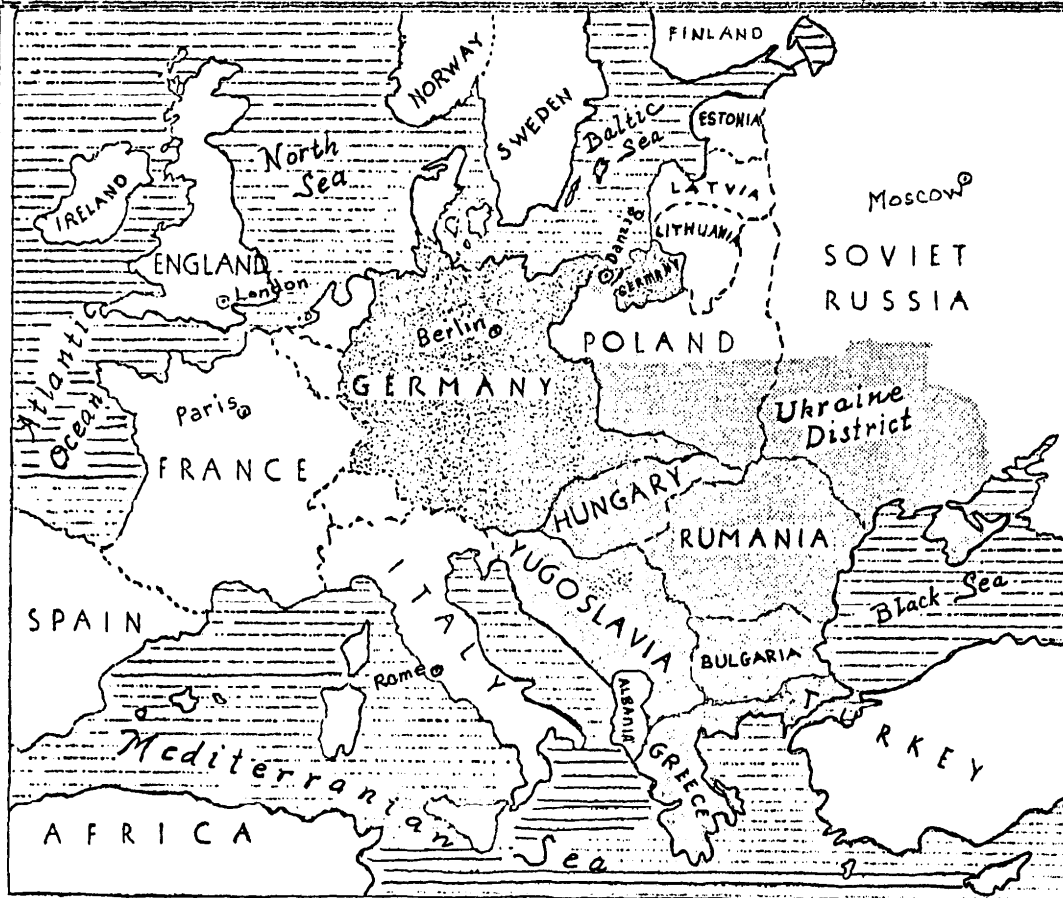 FINLAND
NORWAY
SWEDEN
ESTONIA
Baltic
Sea
North
Sea
LATVIA
Moscow
IRELAND
Danzig
LITHUANIA
SOVIET
RUSSIA
ENGLAND
London
GERMANY
Berlin
POLAND
Atlantic
Ocean
GERMANY
Paris
Ukraine
District
FRANCE
HUNGARY
RUMANIA
YUGOSLAVIA
ITALY
Black Sea
SPAIN
BULGARIA
Rome
ALBANIA
TURKEY
GREECE
Mediterranian
Sea
AFRICA